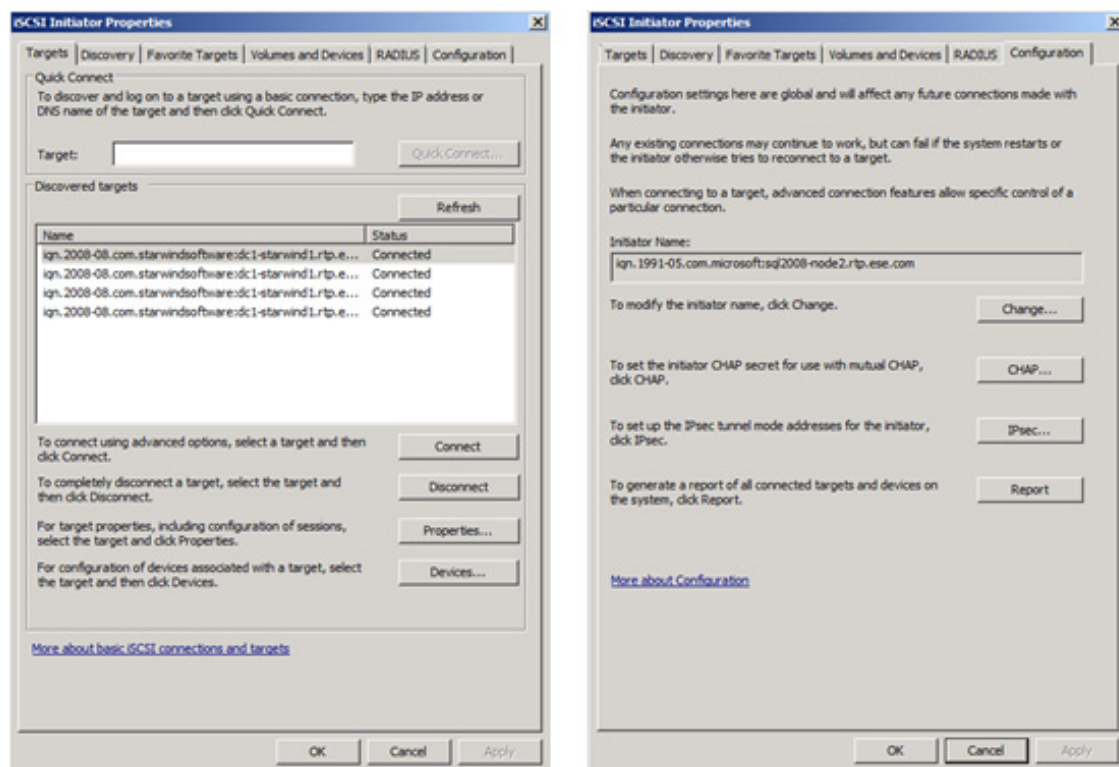 iSCSI Initiator Properties
Targets Discovery Favorite Targets Volumes and Devices RADIUS Configuration
Quick Connect
To discover and log on to a target using a basic connection, type the IP address or
DNS name of the target and then click Quick Connect.
Target:
Quick Connect...
Discovered targets
Refresh
Name Status
iqn.2008-08.com.starwindsoftware:dc1-starwind1.rtp.e... Connected
iqn.2008-08.com.starwindsoftware:dc1-starwind1.rtp.e... Connected
iqn.2008-08.com.starwindsoftware:dc1-starwind1.rtp.e... Connected
iqn.2008-08.com.starwindsoftware:dc1-starwind1.rtp.e... Connected
To connect using advanced options, select a target and then
click Connect.
Connect
To completely disconnect a target, select the target and
then click Disconnect.
Disconnect
For target properties, including configuration of sessions,
select the target and click Properties.
Properties...
For configuration of devices associated with a target, select
the target and then click Devices.
Devices...
More about basic iSCSI connections and targets
OK Cancel Apply
iSCSI Initiator Properties
Targets Discovery Favorite Targets Volumes and Devices RADIUS Configuration
Configuration settings here are global and will affect any future connections made with
the initiator.
Any existing connections may continue to work, but can fail if the system restarts or
the initiator otherwise tries to reconnect to a target.
When connecting to a target, advanced connection features allow specific control of a
particular connection.
Initiator Name:
iqn.1991-05.com.microsoft:sql2008-node2.rtp.ese.com
To modify the initiator name, click Change.
Change...
To set the initiator CHAP secret for use with mutual CHAP,
click CHAP.
CHAP...
To set up the IPsec tunnel mode addresses for the initiator,
click IPsec.
IPsec...
To generate a report of all connected targets and devices on
the system, click Report.
Report
More about Configuration
OK Cancel Apply